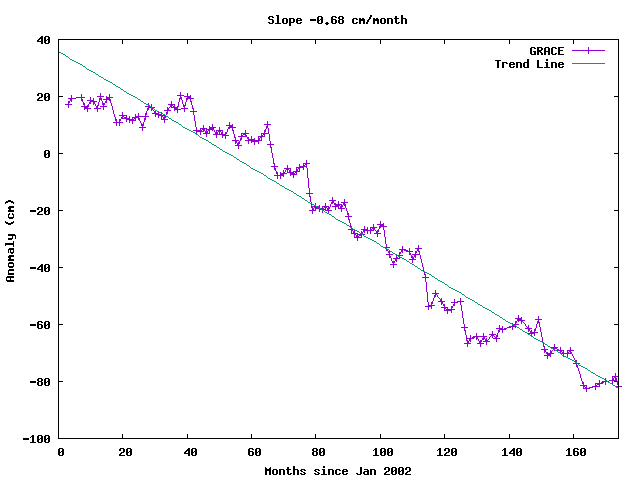 Slope -0.68 cm/month
GRACE
Trend Line
40
20
0
-20
-40
-60
-80
-100
Anomaly (cm)
0 20 40 60 80 100 120 140 160
Months since Jan 2002